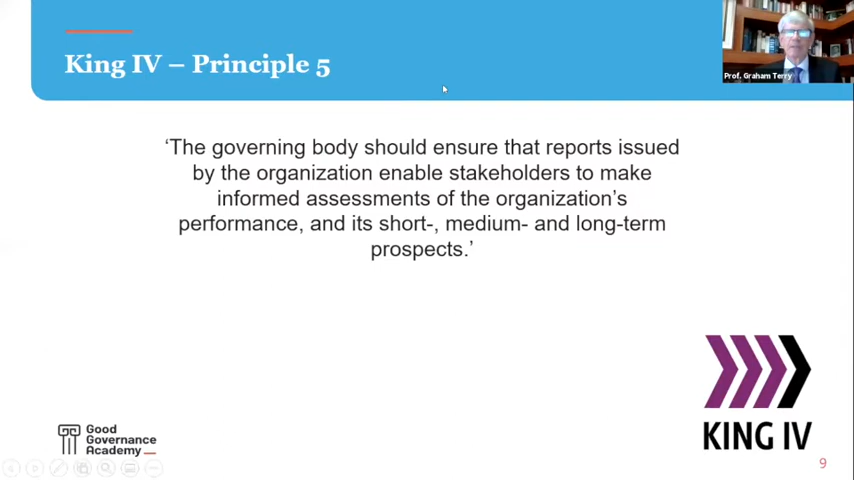 King IV – Principle 5
Prof. Graham Terry
‘The governing body should ensure that reports issued
by the organization enable stakeholders to make
informed assessments of the organization’s
performance, and its short-, medium- and long-term
prospects.’
KING IV
Good
Governance
Academy
9